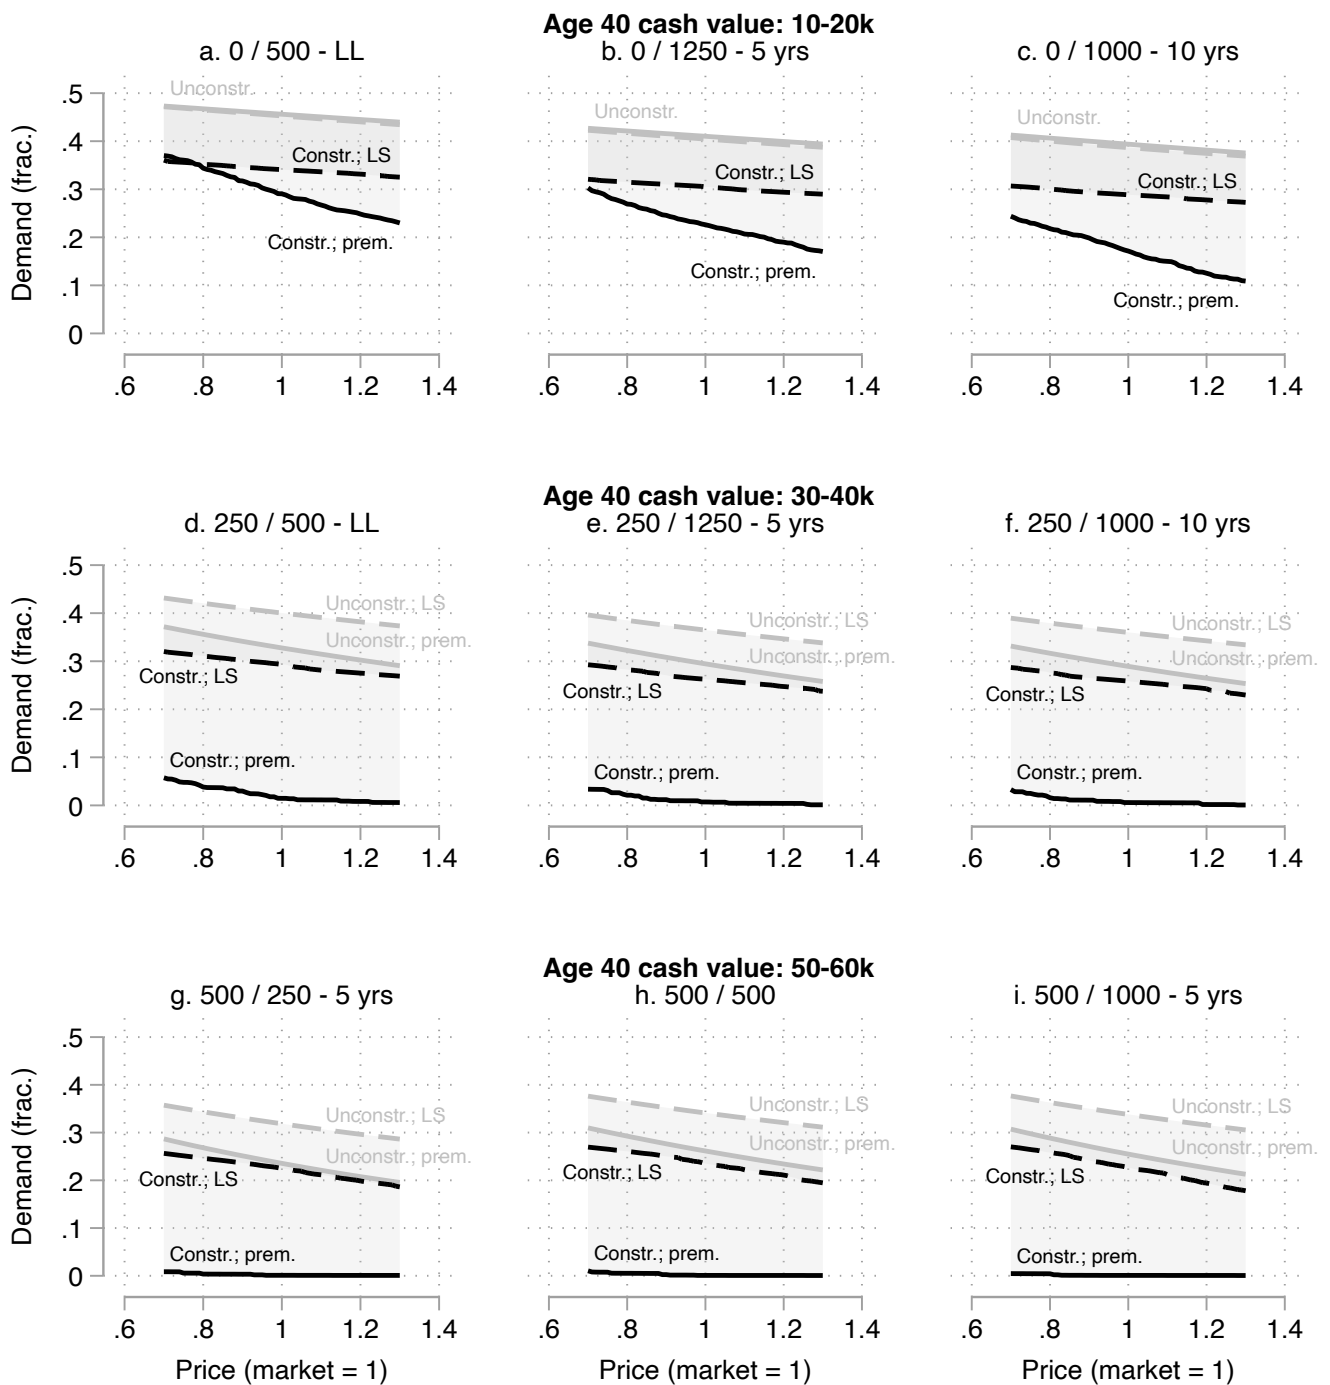 Age 40 cash value: 10-20k
a. 0 / 500 - LL
b. 0 / 1250 - 5 yrs
c. 0 / 1000 - 10 yrs
Demand (frac.)
.5
.4
.3
.2
.1
0
Unconstr.
Constr.; LS
Constr.; prem.
Unconstr.
Constr.; LS
Constr.; prem.
Unconstr.
Constr.; LS
Constr.; prem.
.6 .8 1 1.2 1.4
.6 .8 1 1.2 1.4
.6 .8 1 1.2 1.4
Age 40 cash value: 30-40k
d. 250 / 500 - LL
e. 250 / 1250 - 5 yrs
f. 250 / 1000 - 10 yrs
Demand (frac.)
.5
.4
.3
.2
.1
0
Unconstr.; LS
Unconstr.; prem.
Constr.; LS
Constr.; prem.
Unconstr.; LS
Unconstr.; prem.
Constr.; LS
Constr.; prem.
Unconstr.; LS
Unconstr.; prem.
Constr.; LS
Constr.; prem.
.6 .8 1 1.2 1.4
.6 .8 1 1.2 1.4
.6 .8 1 1.2 1.4
Age 40 cash value: 50-60k
g. 500 / 250 - 5 yrs
h. 500 / 500
i. 500 / 1000 - 5 yrs
Demand (frac.)
.5
.4
.3
.2
.1
0
Unconstr.; LS
Unconstr.; prem.
Constr.; LS
Constr.; prem.
Unconstr.; LS
Unconstr.; prem.
Constr.; LS
Constr.; prem.
Unconstr.; LS
Unconstr.; prem.
Constr.; LS
Constr.; prem.
.6 .8 1 1.2 1.4
.6 .8 1 1.2 1.4
.6 .8 1 1.2 1.4
Price (market = 1)
Price (market = 1)
Price (market = 1)